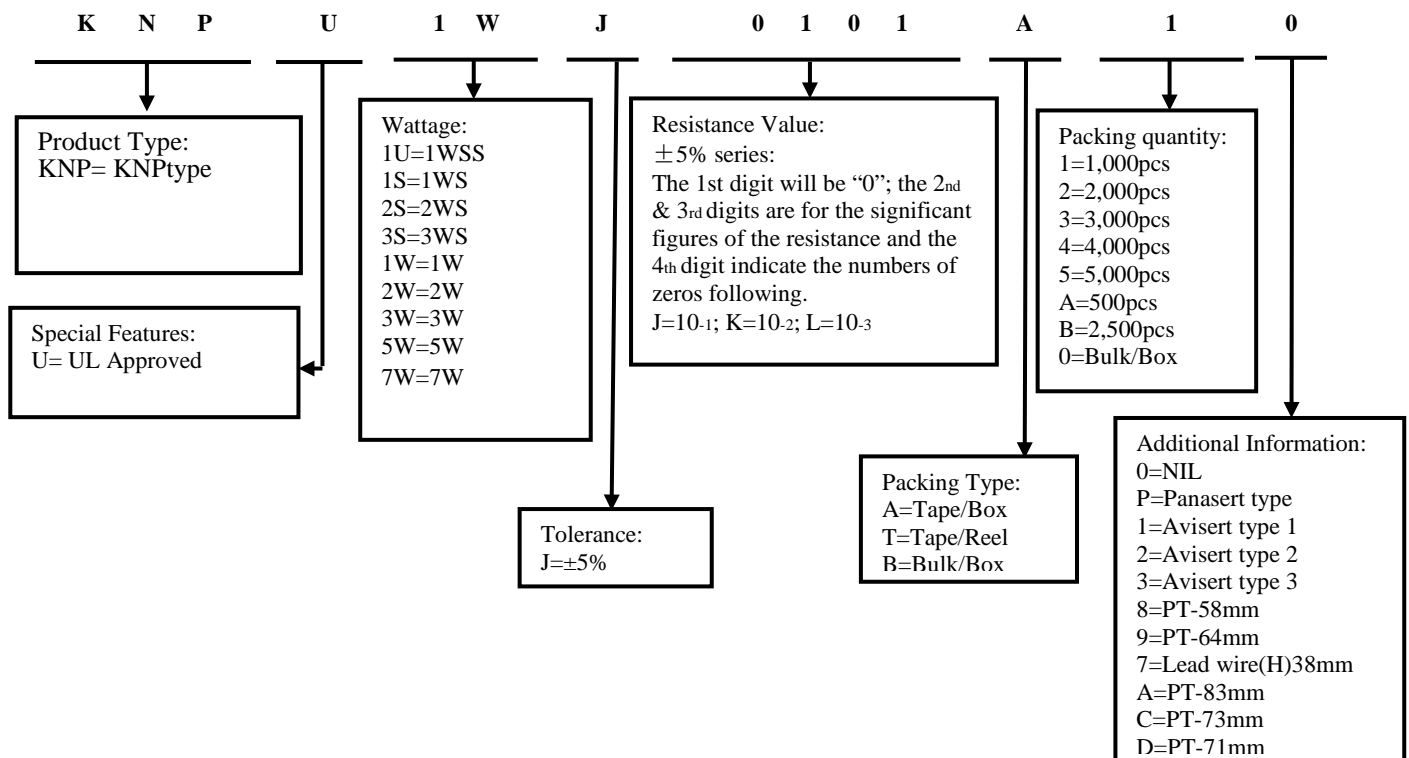 K N P U 1 W J 0 1 0 1 A 1 0
Product Type:
KNP= KNPtype
Special Features:
U= UL Approved
Wattage:
1U=1WSS
1S=1WS
2S=2WS
3S=3WS
1W=1W
2W=2W
3W=3W
5W=5W
7W=7W
Tolerance:
J=±5%
Resistance Value:
±5% series:
The 1st digit will be “0”; the 2nd
& 3rd digits are for the significant
figures of the resistance and the
4th digit indicate the numbers of
zeros following.
J=10-1; K=10-2; L=10-3
Packing Type:
A=Tape/Box
T=Tape/Reel
B=Bulk/Box
Packing quantity:
1=1,000pcs
2=2,000pcs
3=3,000pcs
4=4,000pcs
5=5,000pcs
A=500pcs
B=2,500pcs
0=Bulk/Box
Additional Information:
0=NIL
P=Panasert type
1=Avisert type 1
2=Avisert type 2
3=Avisert type 3
8=PT-58mm
9=PT-64mm
7=Lead wire(H)38mm
A=PT-83mm
C=PT-73mm
D=PT-71mm